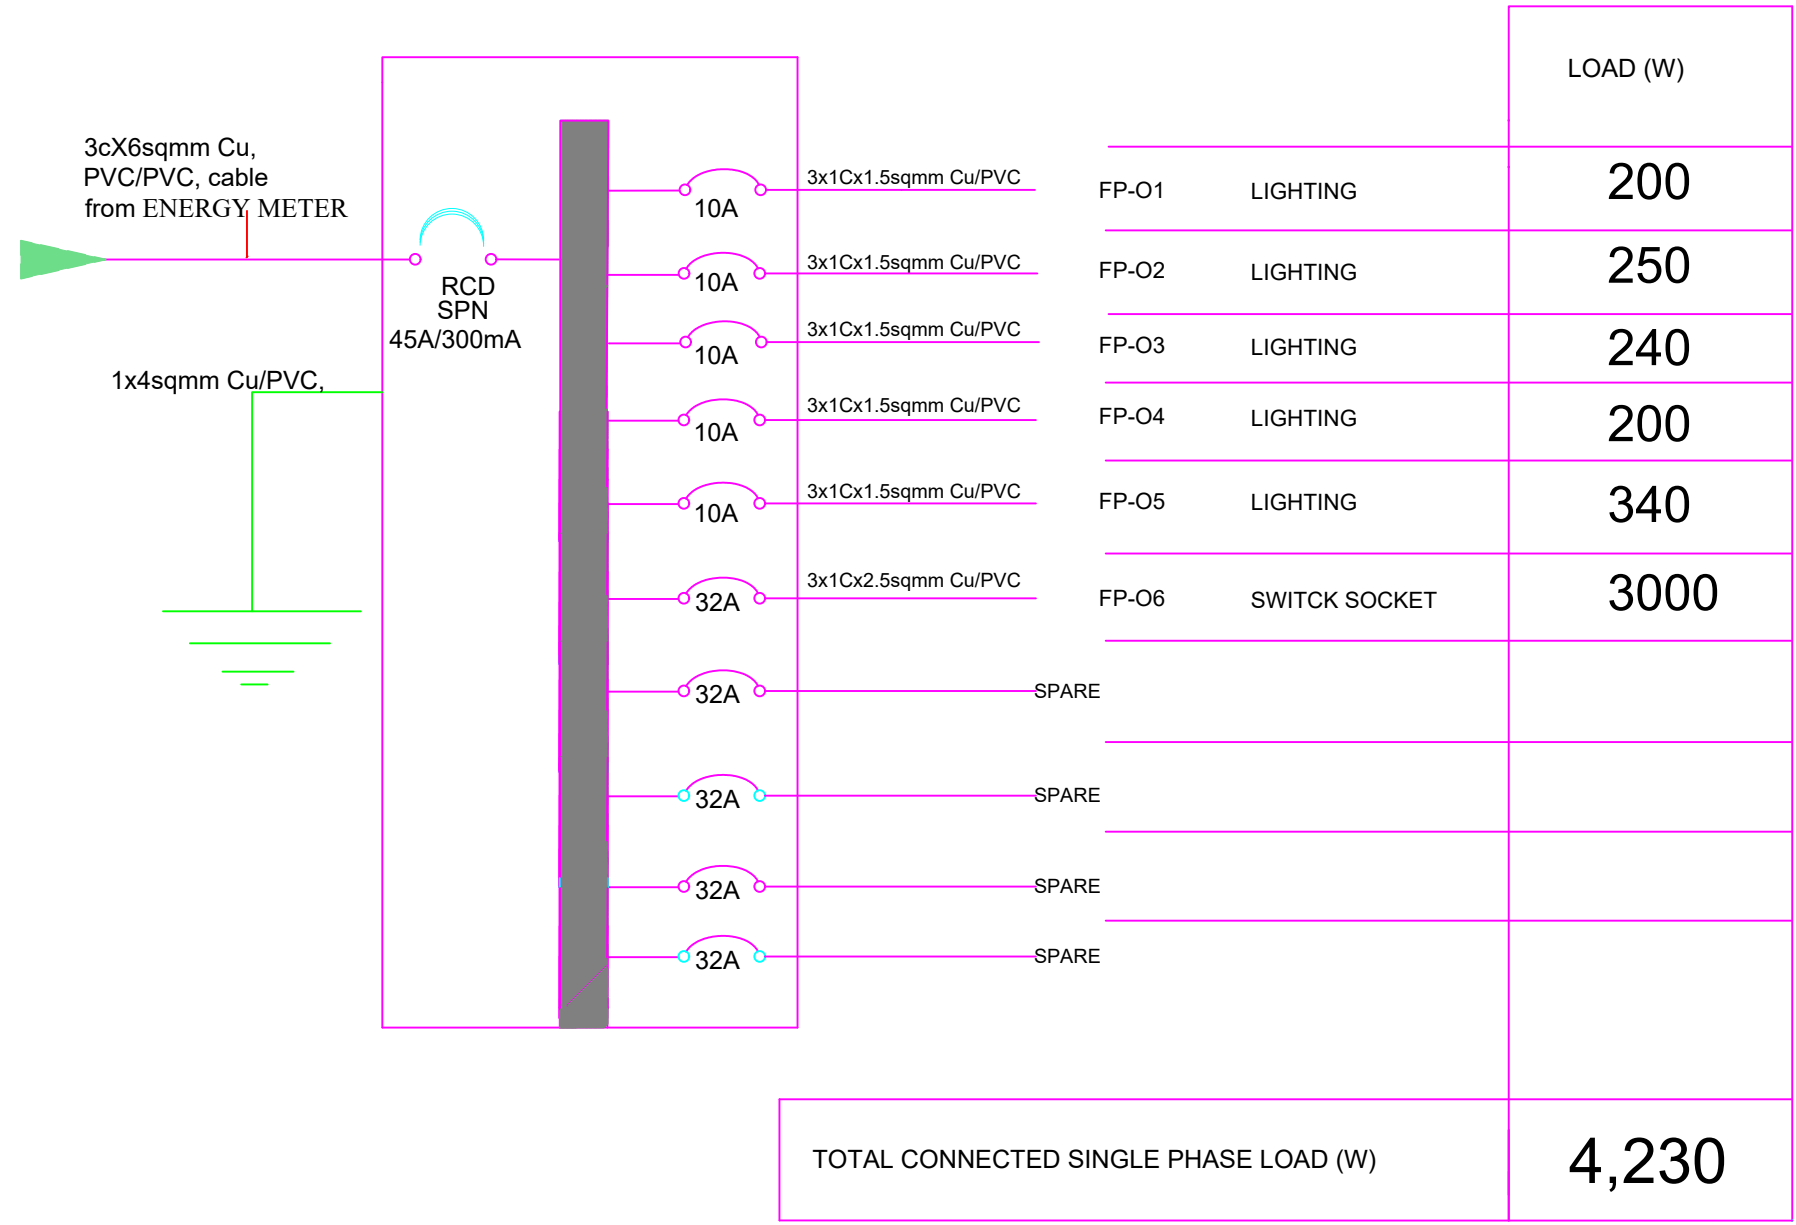 LOAD (W)
3cX6sqmm Cu,
PVC/PVC, cable
from ENERGY METER
RCD
SPN
45A/300mA
1x4sqmm Cu/PVC,
10A 3x1Cx1.5sqmm Cu/PVC FP-O1 LIGHTING 200
10A 3x1Cx1.5sqmm Cu/PVC FP-O2 LIGHTING 250
10A 3x1Cx1.5sqmm Cu/PVC FP-O3 LIGHTING 240
10A 3x1Cx1.5sqmm Cu/PVC FP-O4 LIGHTING 200
10A 3x1Cx1.5sqmm Cu/PVC FP-O5 LIGHTING 340
32A 3x1Cx2.5sqmm Cu/PVC FP-O6 SWITCK SOCKET 3000
32A SPARE
32A SPARE
32A SPARE
32A SPARE
TOTAL CONNECTED SINGLE PHASE LOAD (W) 4,230